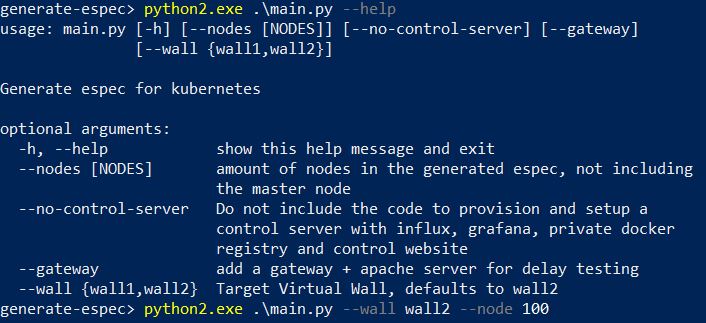 generate-espec> python2.exe .\main.py --help
usage: main.py [-h] [--nodes [NODES]] [--no-control-server] [--gateway]
[--wall {wall1,wall2}]
Generate espec for kubernetes
optional arguments:
-h, --help show this help message and exit
--nodes [NODES] amount of nodes in the generated espec, not including
the master node
--no-control-server Do not include the code to provision and setup a
control server with influx, grafana, private docker
registry and control website
--gateway add a gateway + apache server for delay testing
--wall {wall1,wall2} Target Virtual Wall, defaults to wall2
generate-espec> python2.exe .\main.py --wall wall2 --node 100